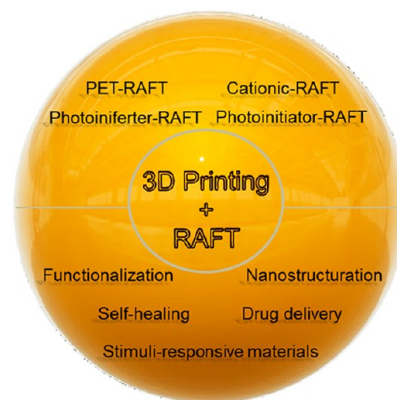 PET-RAFT Cationic-RAFT
Photoiniferter-RAFT Photoinitiator-RAFT
3D Printing
+
RAFT
Functionalization Nanostructuration
Self-healing Drug delivery
Stimuli-responsive materials